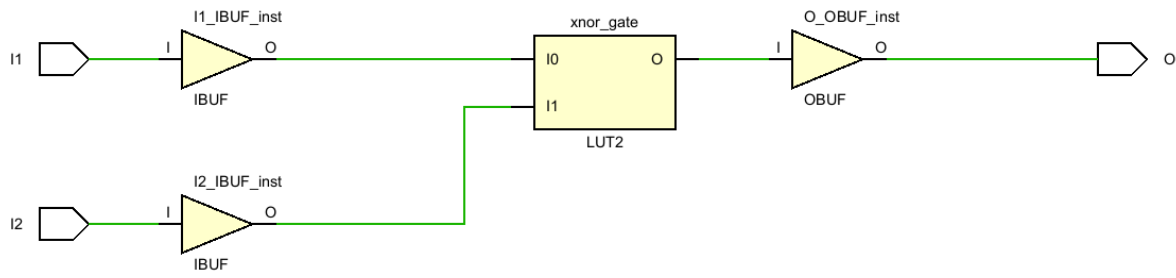 I1_IBUF_inst
xnor_gate
O_OBUF_inst
I1
I
O
I0
O
I
O
O
IBUF
I1
OBUF
LUT2
I2_IBUF_inst
I2
I
O
IBUF